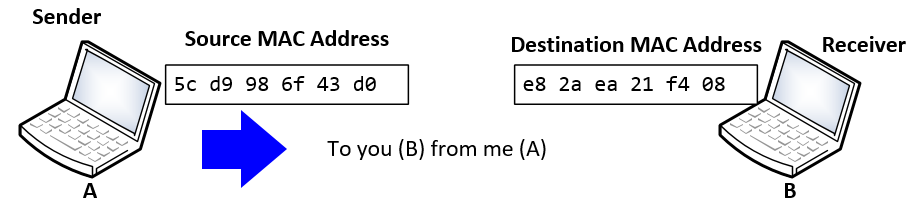 Sender
Source MAC Address
Destination MAC Address
Receiver
5c d9 98 6f 43 d0
e8 2a ea 21 f4 08
To you (B) from me (A)
A
B